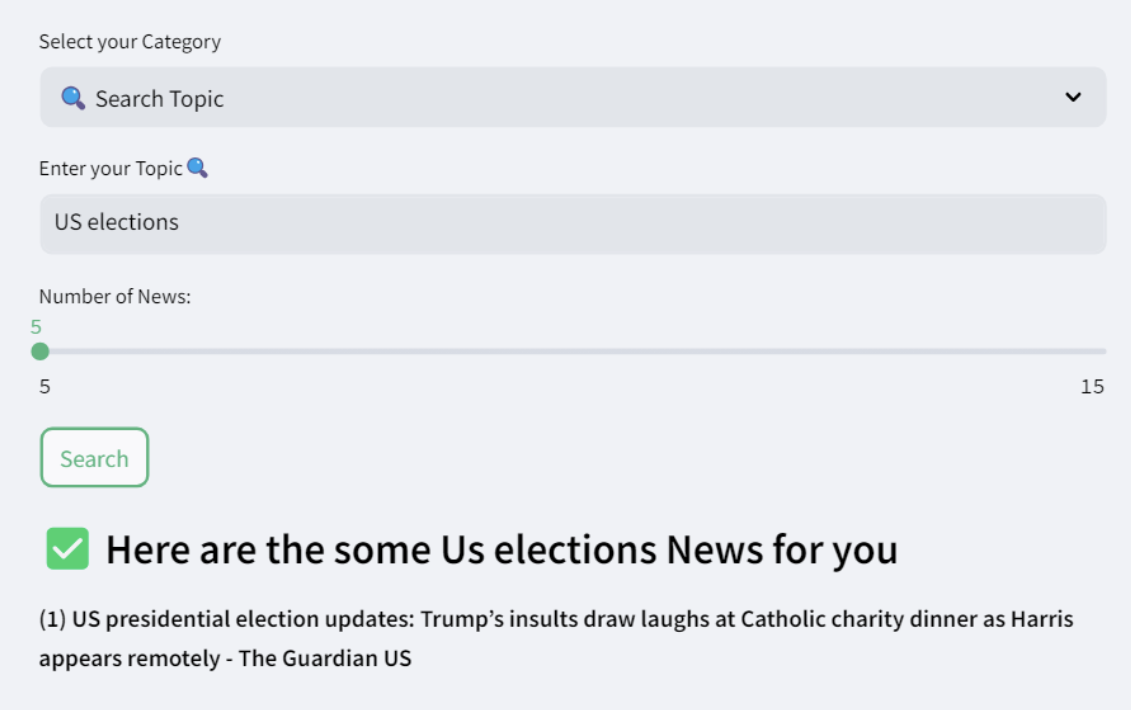 Select your Category
Search Topic
Enter your Topic
US elections
Number of News:
5
5 15
Search
Here are the some Us elections News for you
(1) US presidential election updates: Trump’s insults draw laughs at Catholic charity dinner as Harris
appears remotely - The Guardian US